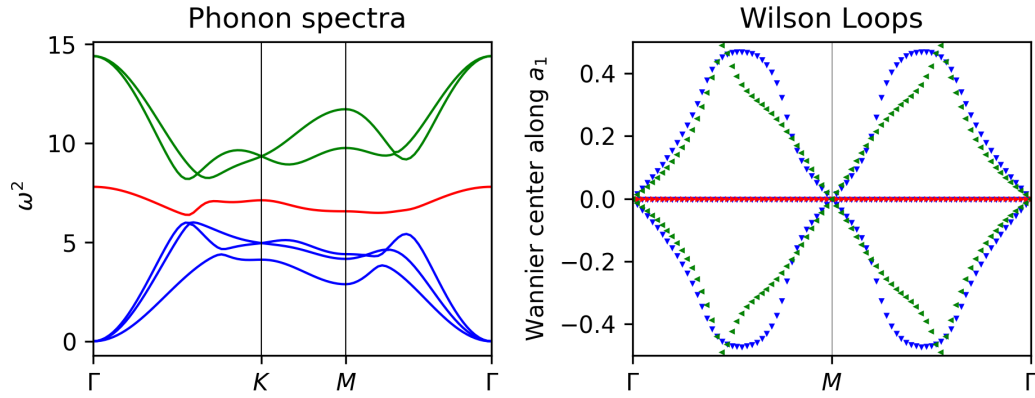 Phonon spectra
15
10
5
0
ω²
Γ
K
M
Γ
Wilson Loops
0.4
0.2
0.0
−0.2
−0.4
Wannier center along a₁
Γ
M
Γ